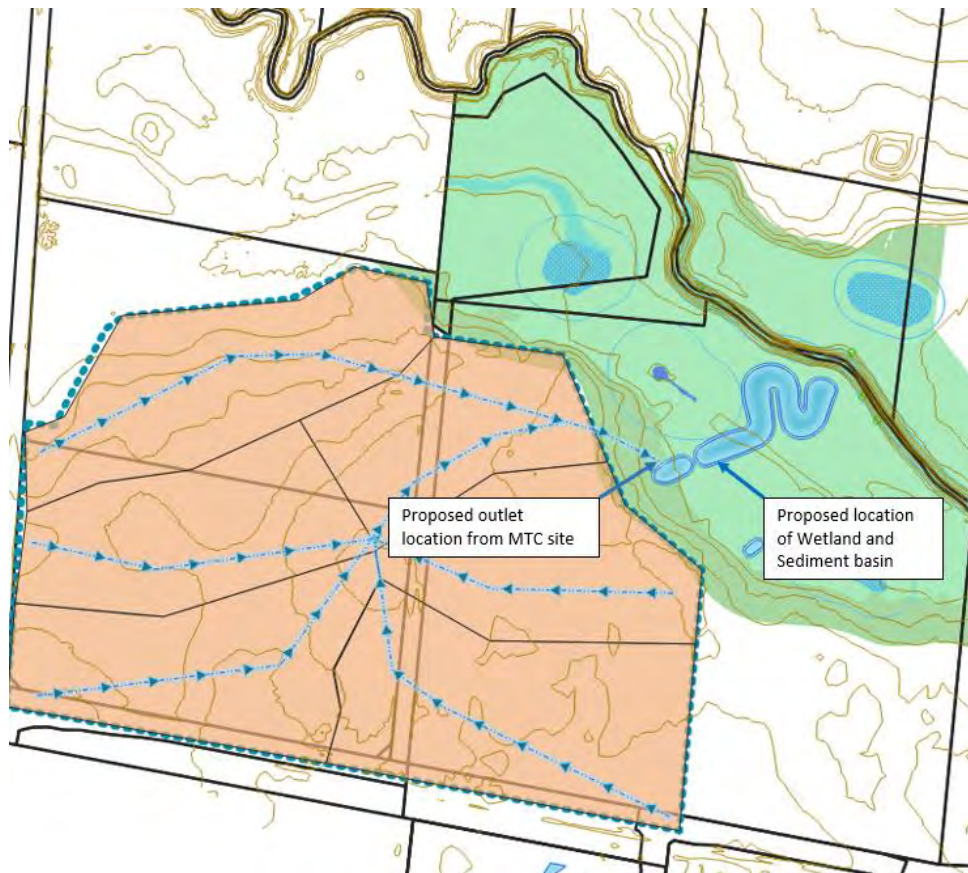 Proposed outlet
location from MTC site
Proposed location
of Wetland and
Sediment basin